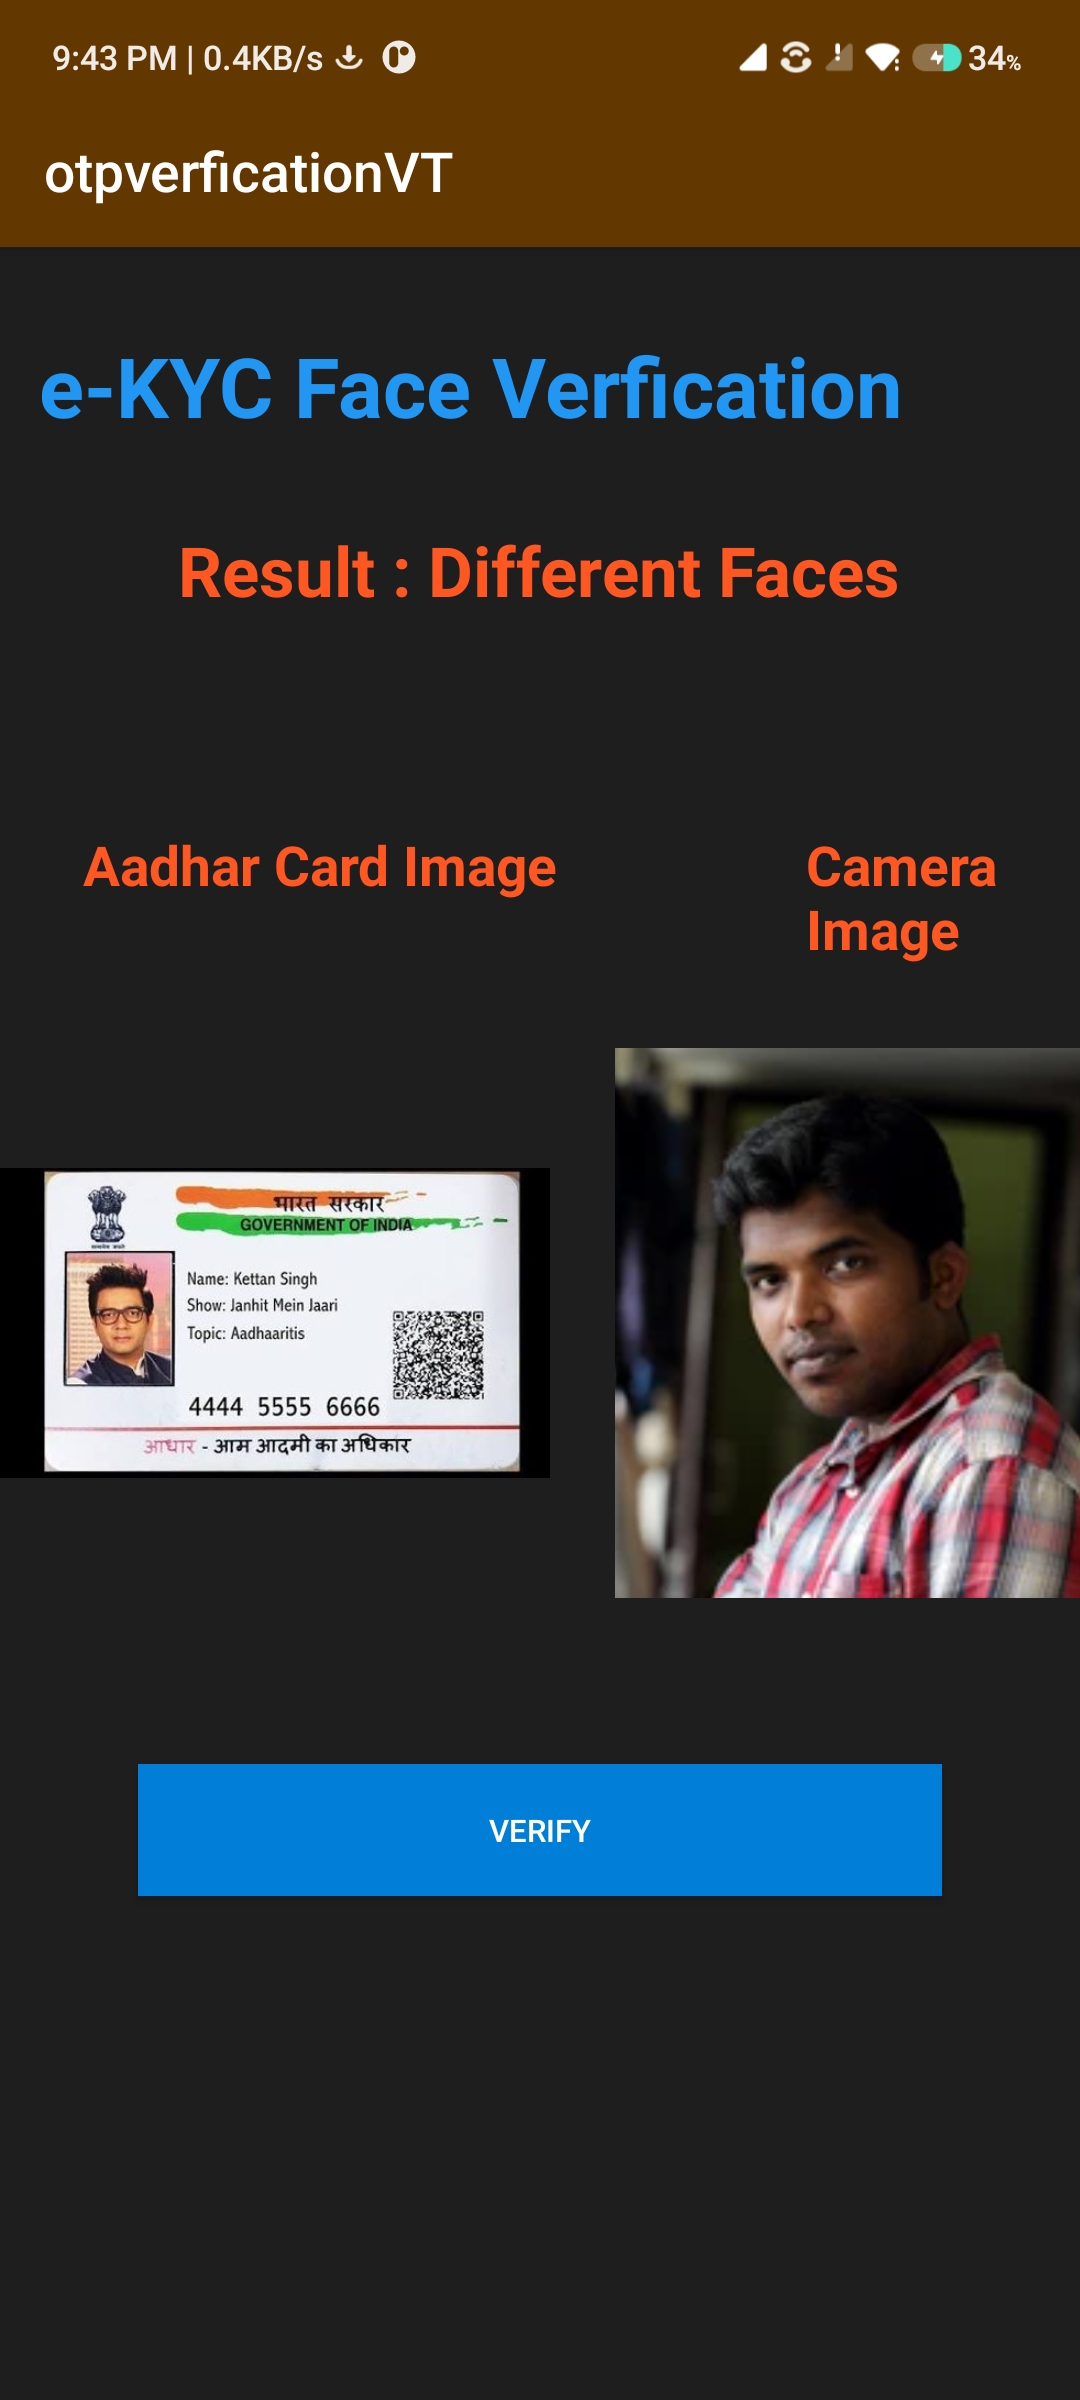 9:43 PM | 0.4KB/s 34%
otpverficationVT
e-KYC Face Verfication
Result : Different Faces
Aadhar Card Image
Camera
Image
भारत सरकार
GOVERNMENT OF INDIA
Name: Kettan Singh
Show: Janhit Mein Jaari
Topic: Aadhaaritis
4444 5555 6666
आधार - आम आदमी का अधिकार
VERIFY